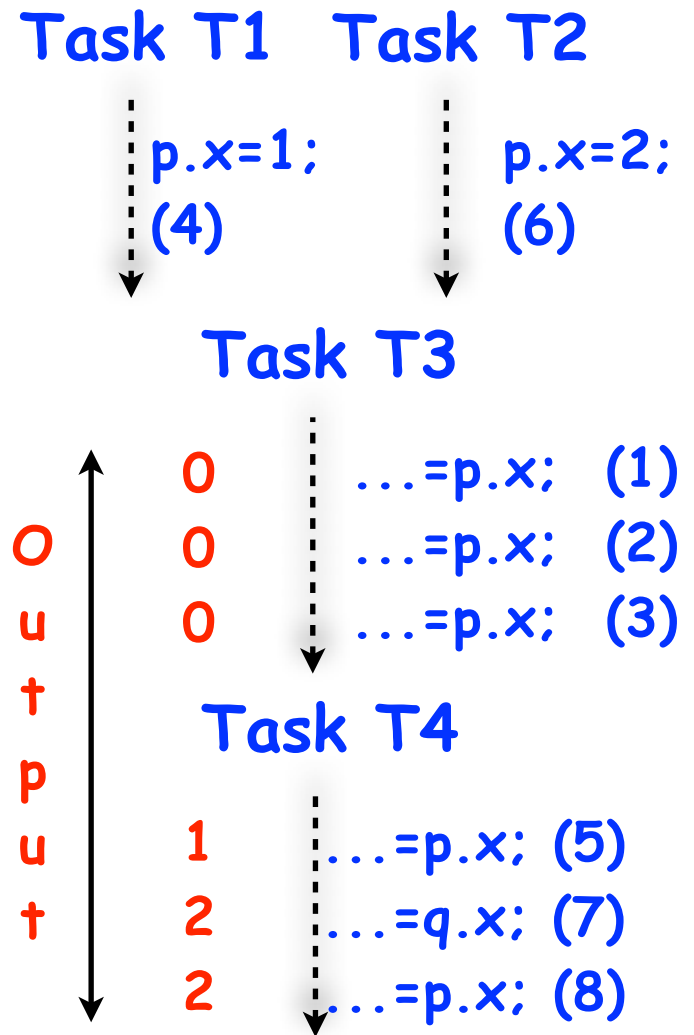 Task T1 Task T2
p.x=1; p.x=2;
(4) (6)
Task T3
0 ...=p.x; (1)
0 ...=p.x; (2)
0 ...=p.x; (3)
Output
Task T4
1 ...=p.x; (5)
2 ...=q.x; (7)
2 ...=p.x; (8)